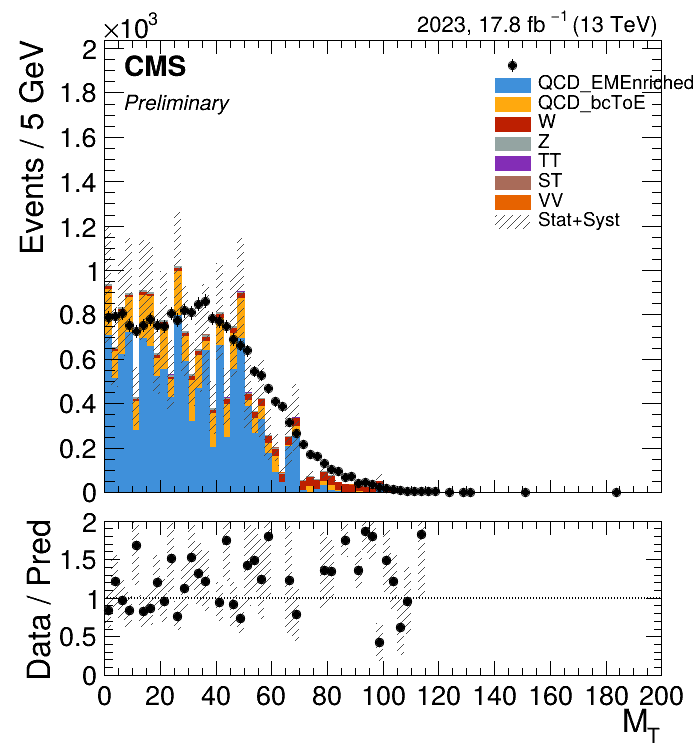 ×10³
2023, 17.8 fb⁻¹ (13 TeV)
CMS
Preliminary
QCD_EMEnriched
QCD_bcToE
W
Z
TT
ST
VV
Stat+Syst
Events / 5 GeV
2
1.8
1.6
1.4
1.2
1
0.8
0.6
0.4
0.2
0
Data / Pred
2
1.5
1
0.5
0
0 20 40 60 80 100 120 140 160 180 200
M_T